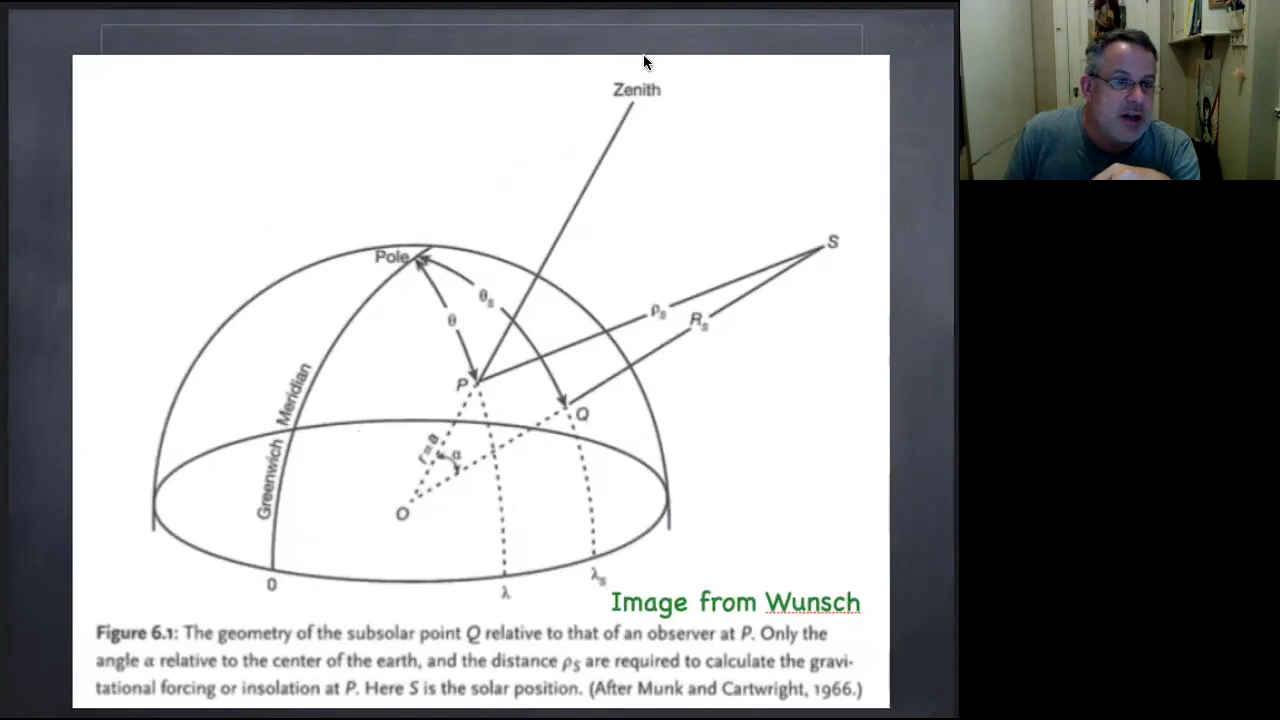 Zenith
S
Pole
θs
ρs
θ
Rs
P
Q
Greenwich Meridian
r = a
α
O
0
λ
λs
Image from Wunsch
Figure 6.1: The geometry of the subsolar point Q relative to that of an observer at P. Only the
angle α relative to the center of the earth, and the distance ρS are required to calculate the gravi-
tational forcing or insolation at P. Here S is the solar position. (After Munk and Cartwright, 1966.)